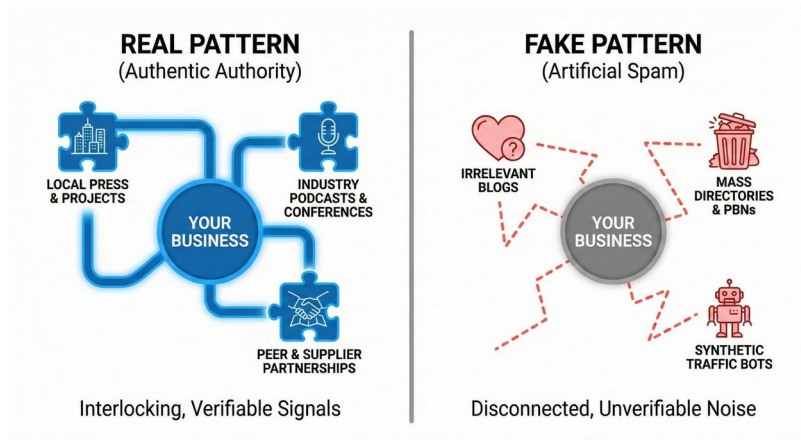 REAL PATTERN
(Authentic Authority)
LOCAL PRESS
& PROJECTS
INDUSTRY
PODCASTS &
CONFERENCES
YOUR
BUSINESS
PEER & SUPPLIER
PARTNERSHIPS
Interlocking, Verifiable Signals
FAKE PATTERN
(Artificial Spam)
?
IRRELEVANT
BLOGS
MASS
DIRECTORIES
& PBNs
YOUR
BUSINESS
SYNTHETIC
TRAFFIC BOTS
Disconnected, Unverifiable Noise